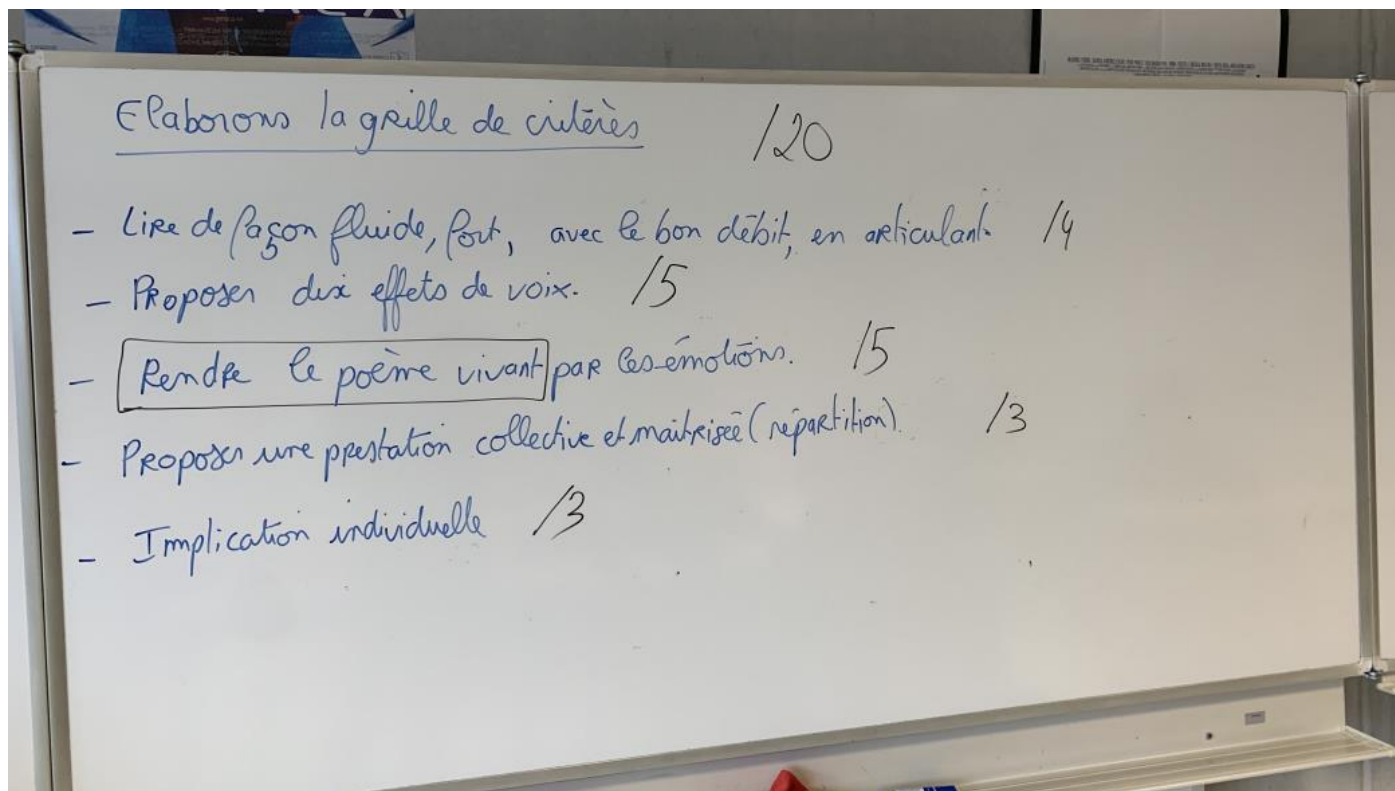 Elaborons la grille de critères /20
- Lire de façon fluide, fort, avec le bon débit, en articulant. /4
- Proposer dix effets de voix. /5
- Rendre le poème vivant par les émotions. /5
- Proposer une prestation collective et maitrisée (répartition). /3
- Implication individuelle /3